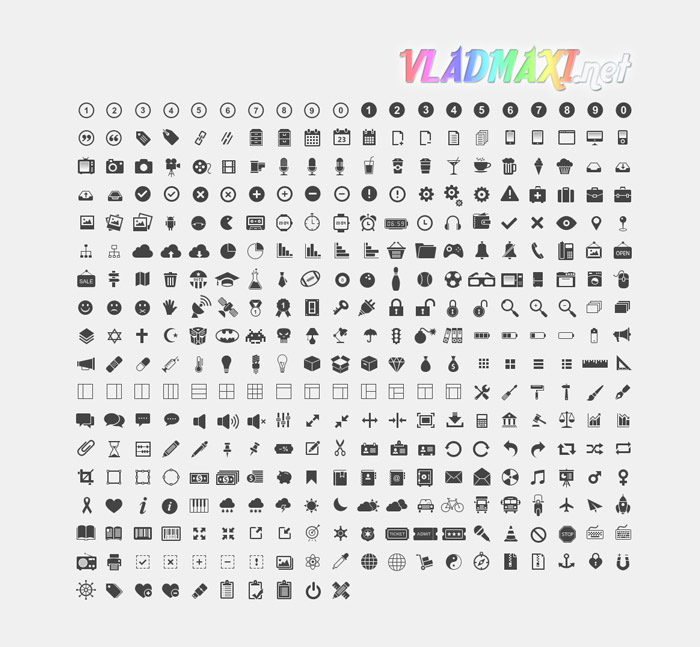 VLADMAXI.net
1 2 3 4 5 6 7 8 9 0 1 2 3 4 5 6 7 8 9 0
23
OPEN
SALE
$
-%
$ $
@
i i
TICKET ADMIT STOP